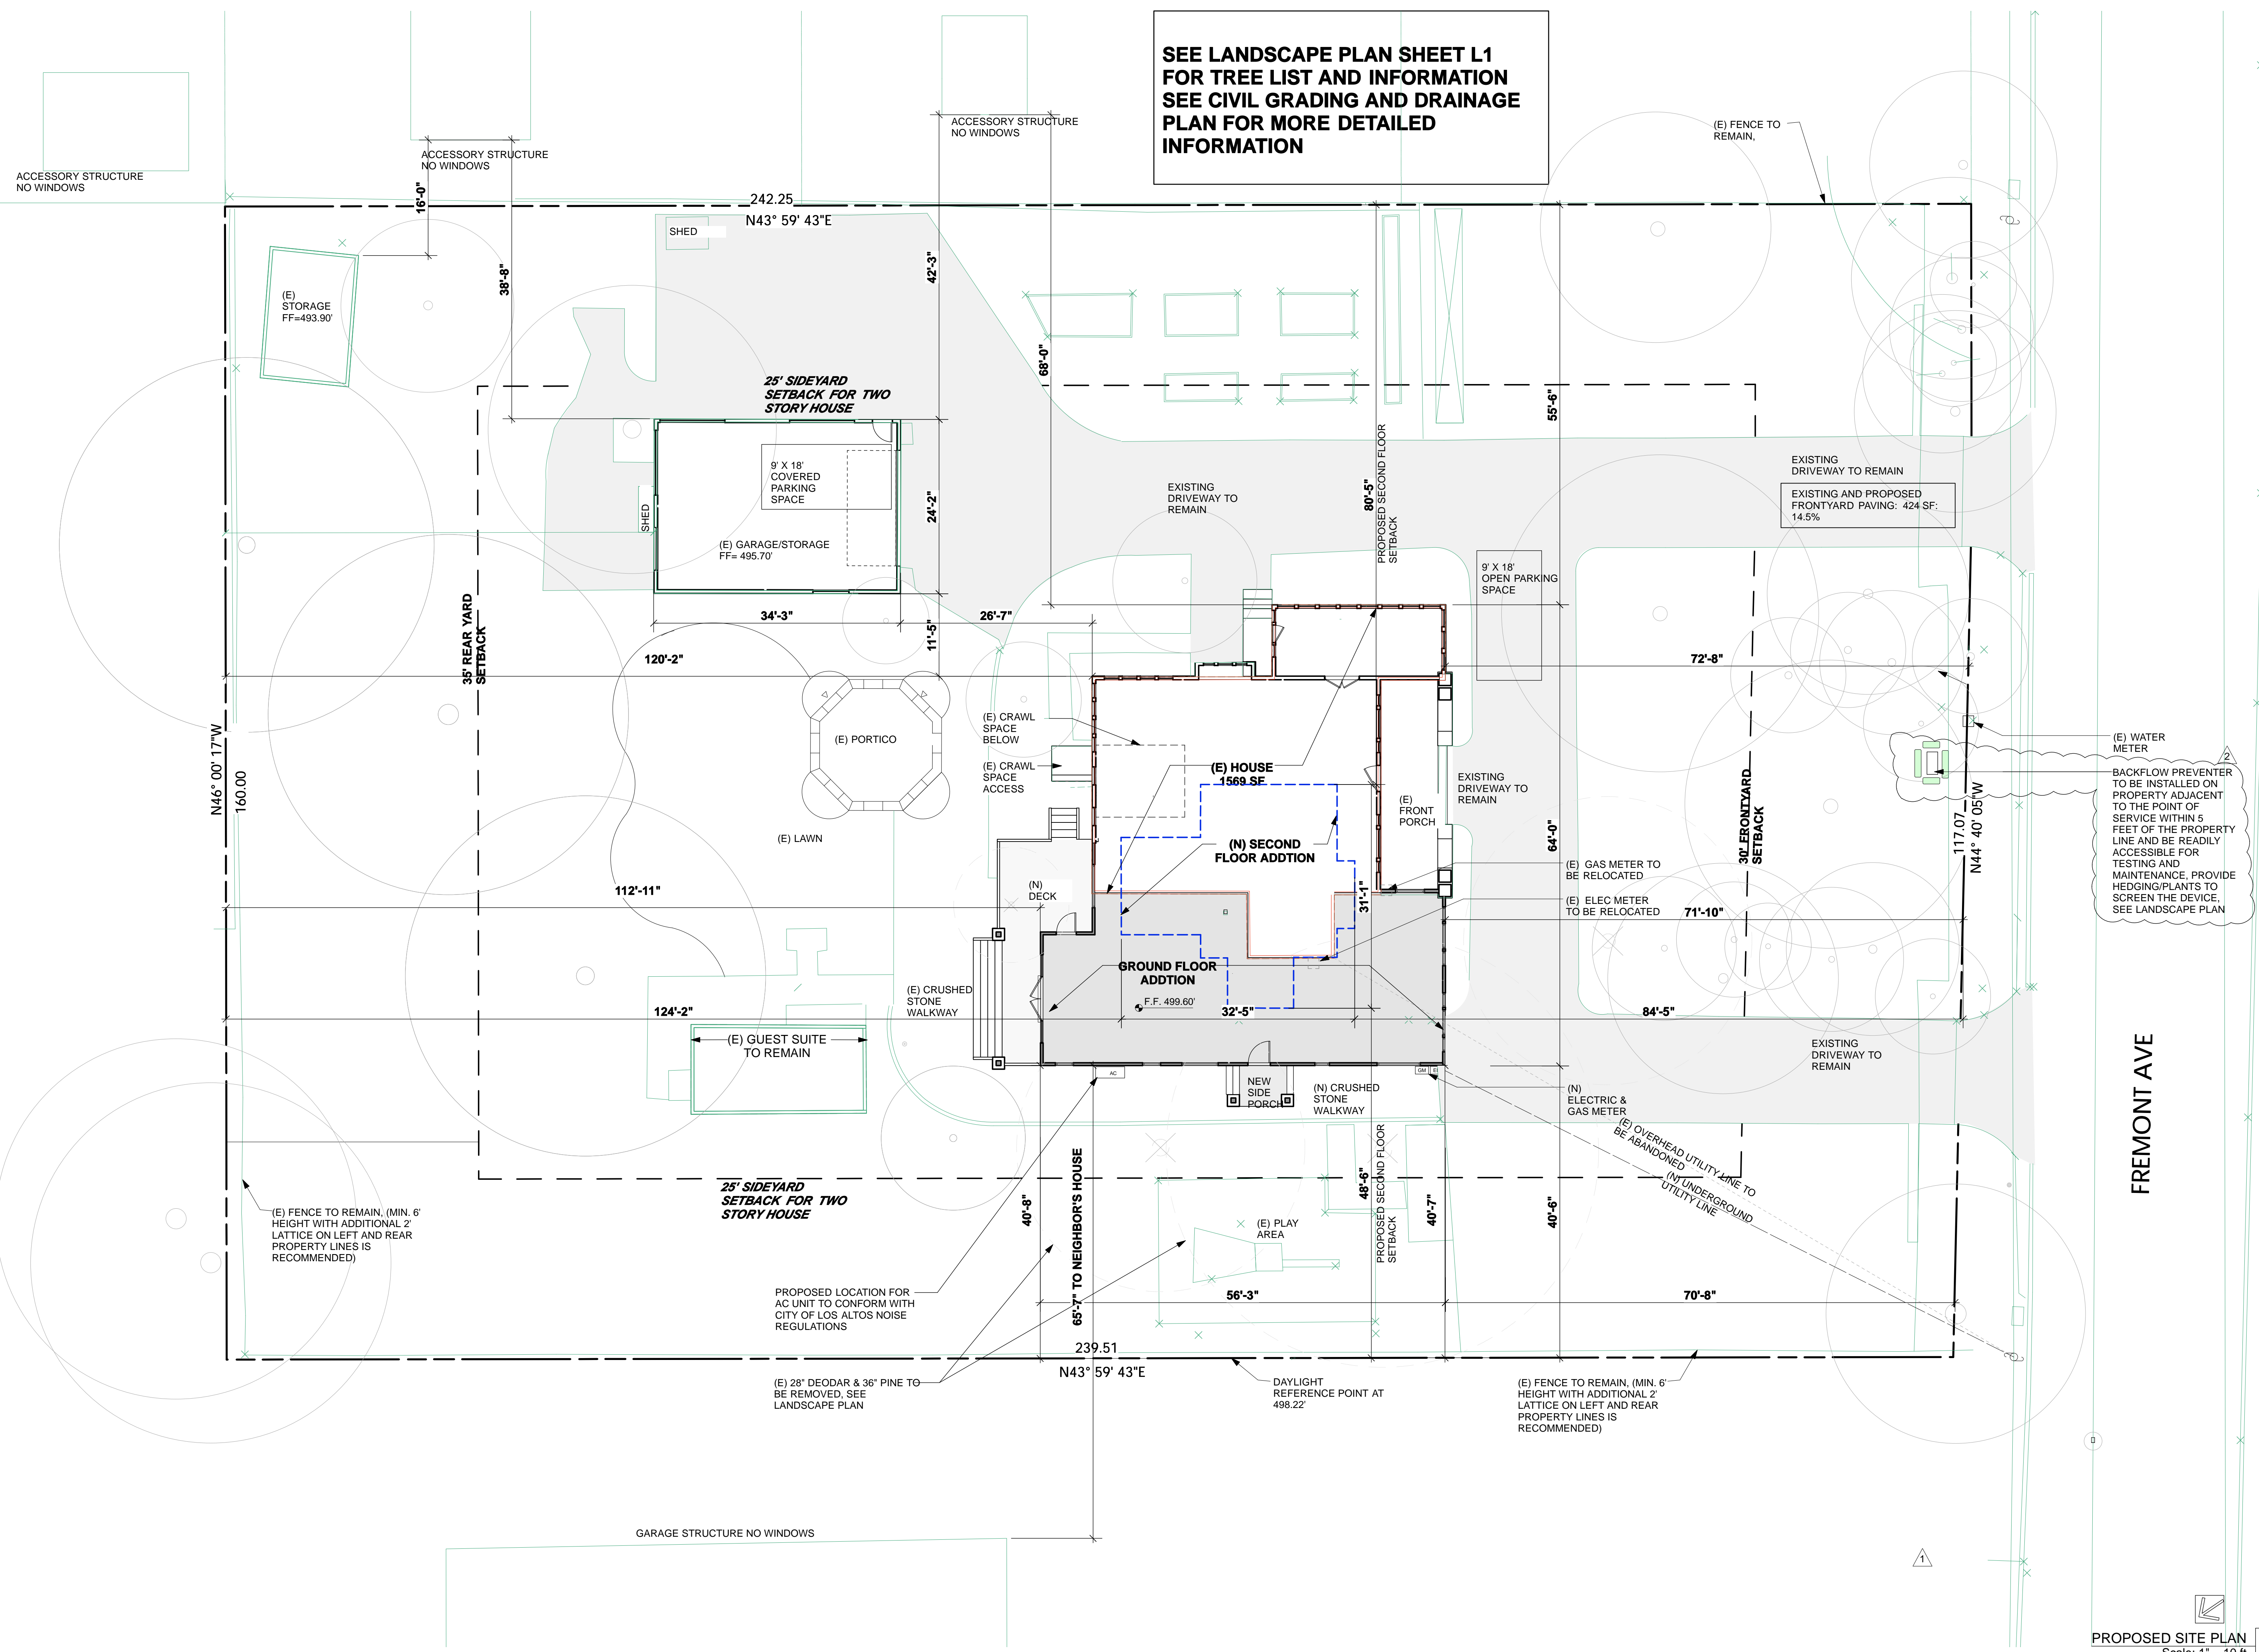 SEE LANDSCAPE PLAN SHEET L1
FOR TREE LIST AND INFORMATION
SEE CIVIL GRADING AND DRAINAGE
PLAN FOR MORE DETAILED
INFORMATION
ACCESSORY STRUCTURE
NO WINDOWS
ACCESSORY STRUCTURE
NO WINDOWS
ACCESSORY STRUCTURE
NO WINDOWS
(E) FENCE TO
REMAIN,
16'-0"
38'-8"
242.25
N43° 59' 43"E
SHED
42'-3"
68'-0"
(E)
STORAGE
FF=493.90'
25' SIDEYARD
SETBACK FOR TWO
STORY HOUSE
55'-6"
80'-5"
PROPOSED SECOND FLOOR
SETBACK
9' X 18'
COVERED
PARKING
SPACE
SHED
(E) GARAGE/STORAGE
FF= 495.70'
24'-2"
EXISTING
DRIVEWAY TO
REMAIN
EXISTING
DRIVEWAY TO REMAIN
EXISTING AND PROPOSED
FRONTYARD PAVING: 424 SF:
14.5%
9' X 18'
OPEN PARKING
SPACE
34'-3"
26'-7"
11'-5"
35' REAR YARD
SETBACK
120'-2"
72'-8"
N46° 00' 17"W
160.00
(E) PORTICO
(E) CRAWL
SPACE
BELOW
(E) CRAWL
SPACE
ACCESS
(E) HOUSE
1569 SF
(E)
FRONT
PORCH
EXISTING
DRIVEWAY TO
REMAIN
30' FRONTYARD
SETBACK
(E) WATER
METER
2
BACKFLOW PREVENTER
TO BE INSTALLED ON
PROPERTY ADJACENT
TO THE POINT OF
SERVICE WITHIN 5
FEET OF THE PROPERTY
LINE AND BE READILY
ACCESSIBLE FOR
TESTING AND
MAINTENANCE, PROVIDE
HEDGING/PLANTS TO
SCREEN THE DEVICE,
SEE LANDSCAPE PLAN
117.07
N44° 40' 05"W
(E) LAWN
(N) SECOND
FLOOR ADDTION
64'-0"
(E) GAS METER TO
BE RELOCATED
(E) ELEC METER
TO BE RELOCATED
112'-11"
(N)
DECK
31'-1"
71'-10"
GROUND FLOOR
ADDTION
F.F. 499.60'
(E) CRUSHED
STONE
WALKWAY
124'-2"
32'-5"
84'-5"
(E) GUEST SUITE
TO REMAIN
EXISTING
DRIVEWAY TO
REMAIN
AC
GM
NEW
SIDE
PORCH
(N) CRUSHED
STONE
WALKWAY
(N)
ELECTRIC &
GAS METER
(E) OVERHEAD UTILITY LINE TO
BE ABANDONED
(N) UNDERGROUND
UTILITY LINE
FREMONT AVE
25' SIDEYARD
SETBACK FOR TWO
STORY HOUSE
40'-8"
65'-7" TO NEIGHBOR'S HOUSE
48'-6"
PROPOSED SECOND FLOOR
SETBACK
40'-7"
40'-6"
(E) PLAY
AREA
(E) FENCE TO REMAIN, (MIN. 6'
HEIGHT WITH ADDITIONAL 2'
LATTICE ON LEFT AND REAR
PROPERTY LINES IS
RECOMMENDED)
PROPOSED LOCATION FOR
AC UNIT TO CONFORM WITH
CITY OF LOS ALTOS NOISE
REGULATIONS
56'-3"
70'-8"
239.51
N43° 59' 43"E
(E) 28" DEODAR & 36" PINE TO
BE REMOVED, SEE
LANDSCAPE PLAN
DAYLIGHT
REFERENCE POINT AT
498.22'
(E) FENCE TO REMAIN, (MIN. 6'
HEIGHT WITH ADDITIONAL 2'
LATTICE ON LEFT AND REAR
PROPERTY LINES IS
RECOMMENDED)
GARAGE STRUCTURE NO WINDOWS
1
PROPOSED SITE PLAN